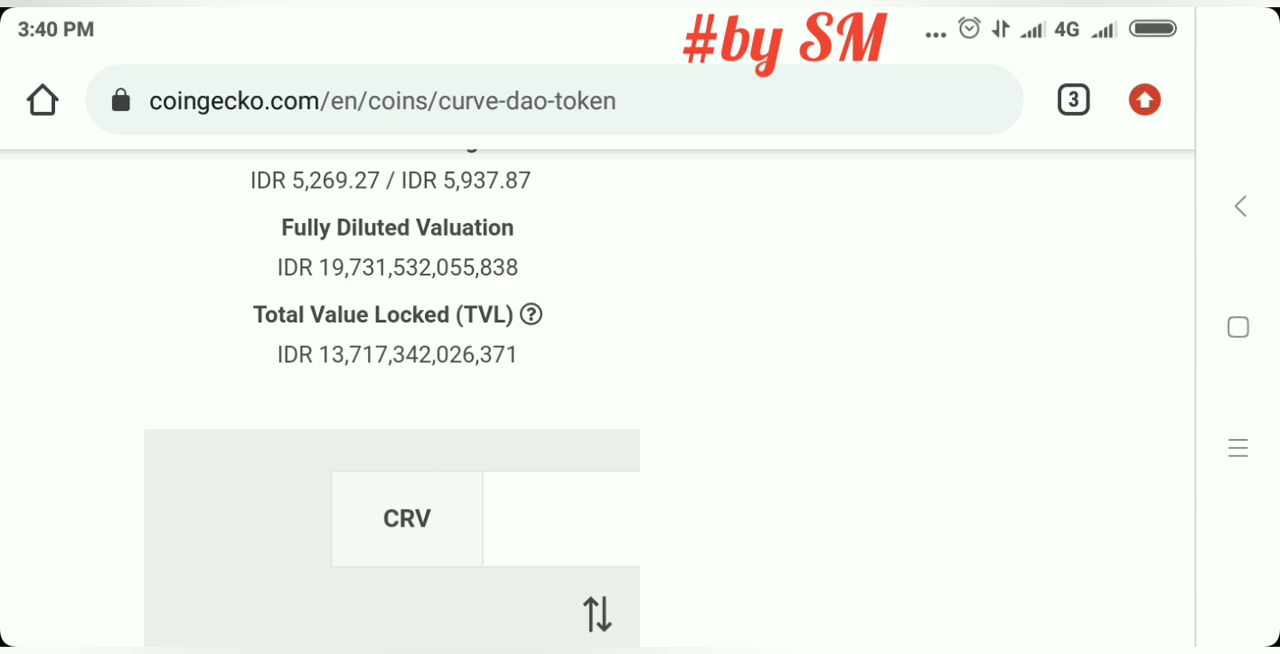 3:40 PM
#by SM
4G
coingecko.com/en/coins/curve-dao-token
3
IDR 5,269.27 / IDR 5,937.87
Fully Diluted Valuation
IDR 19,731,532,055,838
Total Value Locked (TVL)
IDR 13,717,342,026,371
CRV